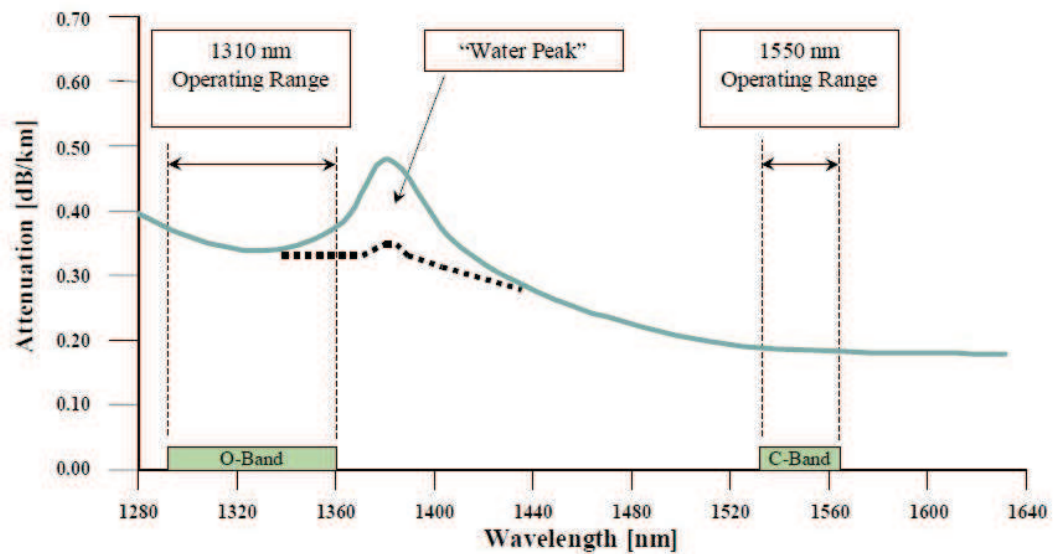 0.70
0.60
0.50
0.40
0.30
0.20
0.10
0.00
Attenuation [dB/km]
1310 nm
Operating Range
“Water Peak”
1550 nm
Operating Range
O-Band
C-Band
1280 1320 1360 1400 1440 1480 1520 1560 1600 1640
Wavelength [nm]